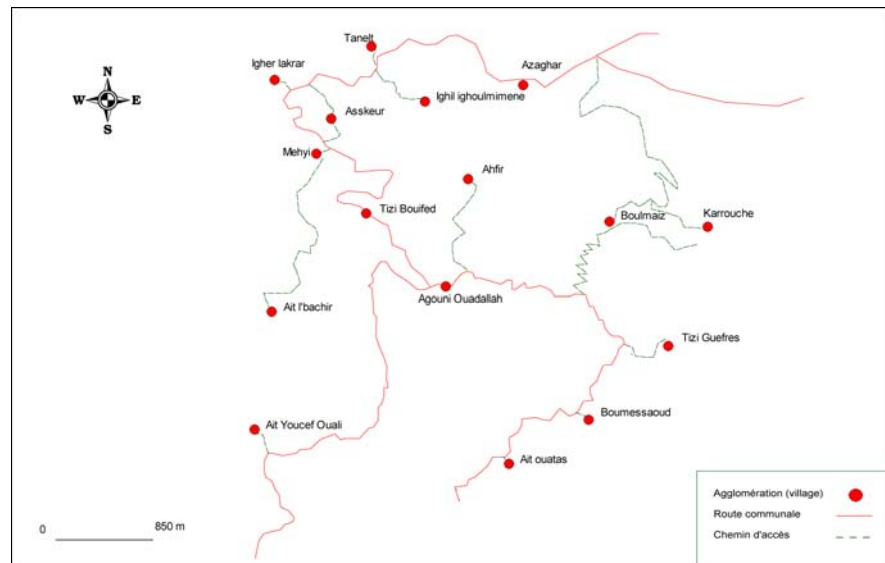 Tanelt
Igher lakrar
Azaghar
N
W E
S
Ighil ighoulmimene
Asskeur
Mehyi
Ahfir
Tizi Bouifed
Boulmaiz
Karrouche
Agouni Ouadallah
Ait l'bachir
Tizi Guefres
Boumessaoud
Ait Youcef Ouali
Ait ouatas
Agglomération (village)
Route communale
Chemin d'accès
0 850 m